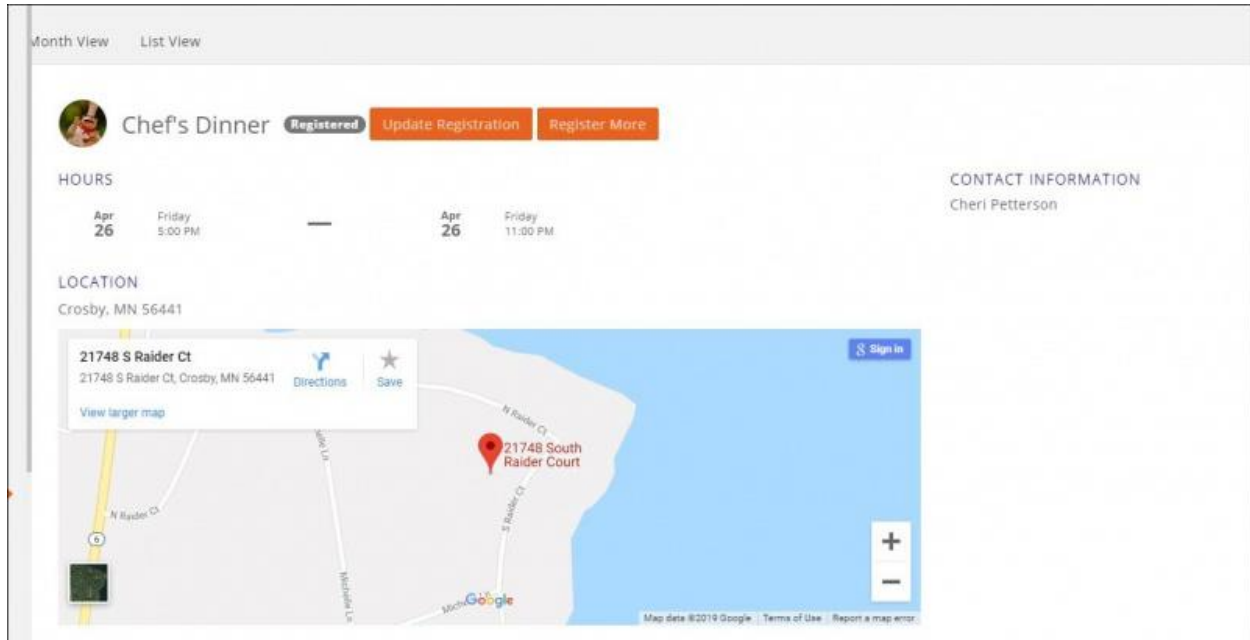 Month View List View
Chef's Dinner Registered Update Registration Register More
HOURS
Apr
26
Friday
5:00 PM
—
Apr
26
Friday
11:00 PM
CONTACT INFORMATION
Cheri Petterson
LOCATION
Crosby, MN 56441
21748 S Raider Ct
21748 S Raider Ct, Crosby, MN 56441
Directions
Save
View larger map
Sign in
N Raider Ct
21748 South
Raider Court
S Raider Ct
N Raider Ct
6
Michelle Ln
Google
+
−
Map data ©2019 Google Terms of Use Report a map error